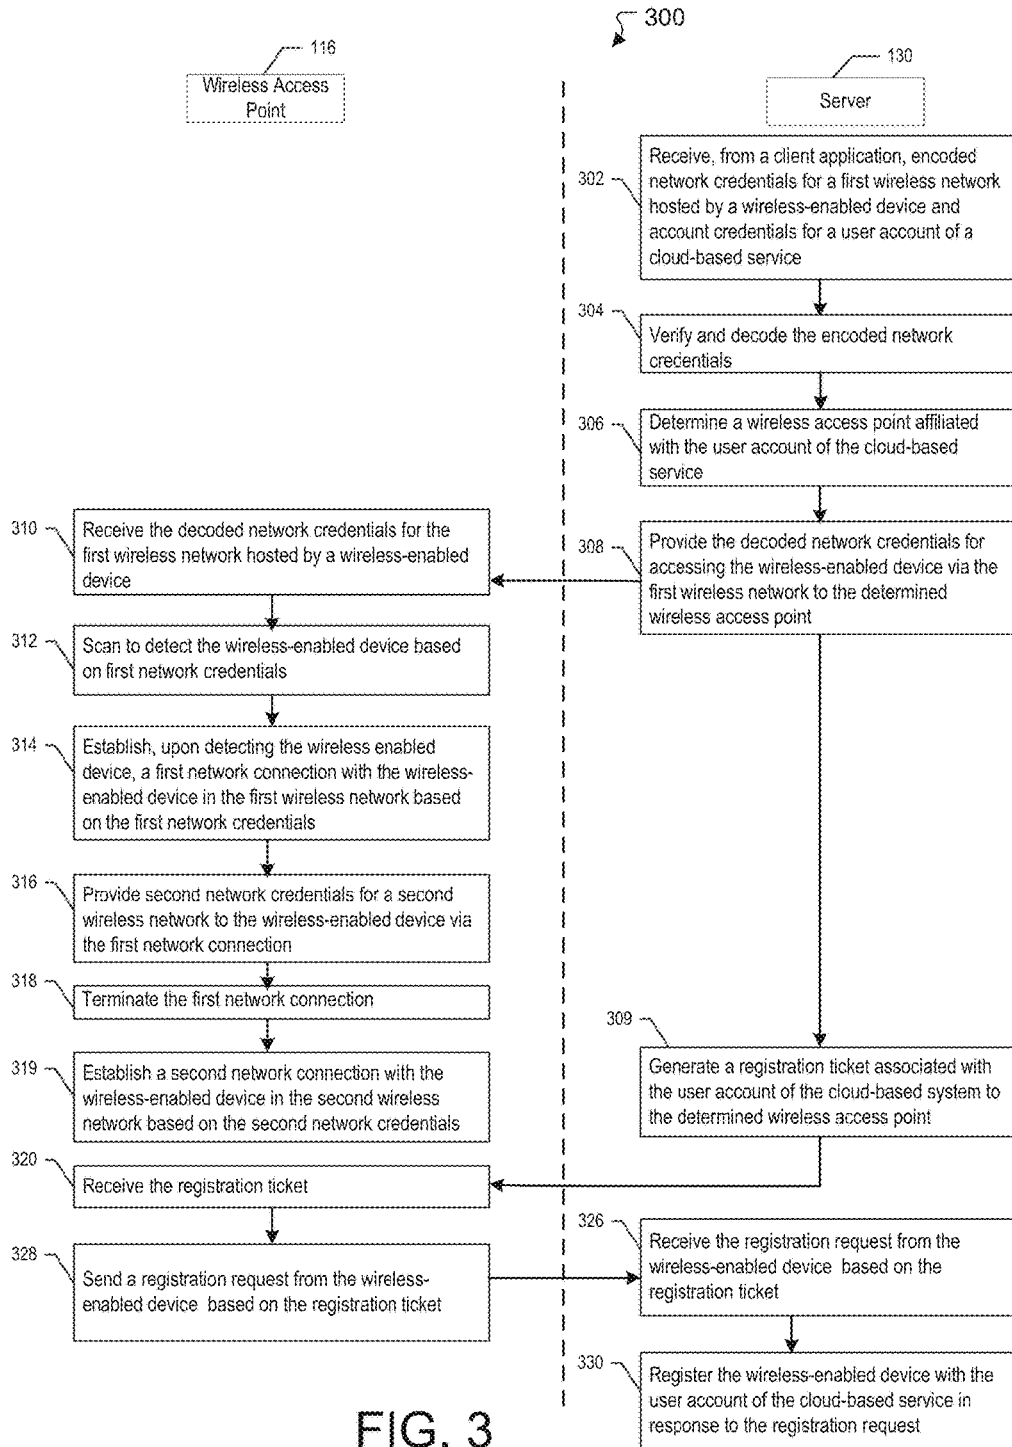 300
116
Wireless Access
Point
130
Server
302
Receive, from a client application, encoded
network credentials for a first wireless network
hosted by a wireless-enabled device and
account credentials for a user account of a
cloud-based service
304
Verify and decode the encoded network
credentials
306
Determine a wireless access point affiliated
with the user account of the cloud-based
service
308
Provide the decoded network credentials for
accessing the wireless-enabled device via the
first wireless network to the determined
wireless access point
310
Receive the decoded network credentials for the
first wireless network hosted by a wireless-enabled
device
312
Scan to detect the wireless-enabled device based
on first network credentials
314
Establish, upon detecting the wireless enabled
device, a first network connection with the wireless-
enabled device in the first wireless network based
on the first network credentials
316
Provide second network credentials for a second
wireless network to the wireless-enabled device via
the first network connection
318
Terminate the first network connection
319
Establish a second network connection with the
wireless-enabled device in the second wireless
network based on the second network credentials
309
Generate a registration ticket associated with
the user account of the cloud-based system to
the determined wireless access point
320
Receive the registration ticket
328
Send a registration request from the wireless-
enabled device based on the registration ticket
326
Receive the registration request from the
wireless-enabled device based on the
registration ticket
330
Register the wireless-enabled device with the
user account of the cloud-based service in
response to the registration request
FIG. 3